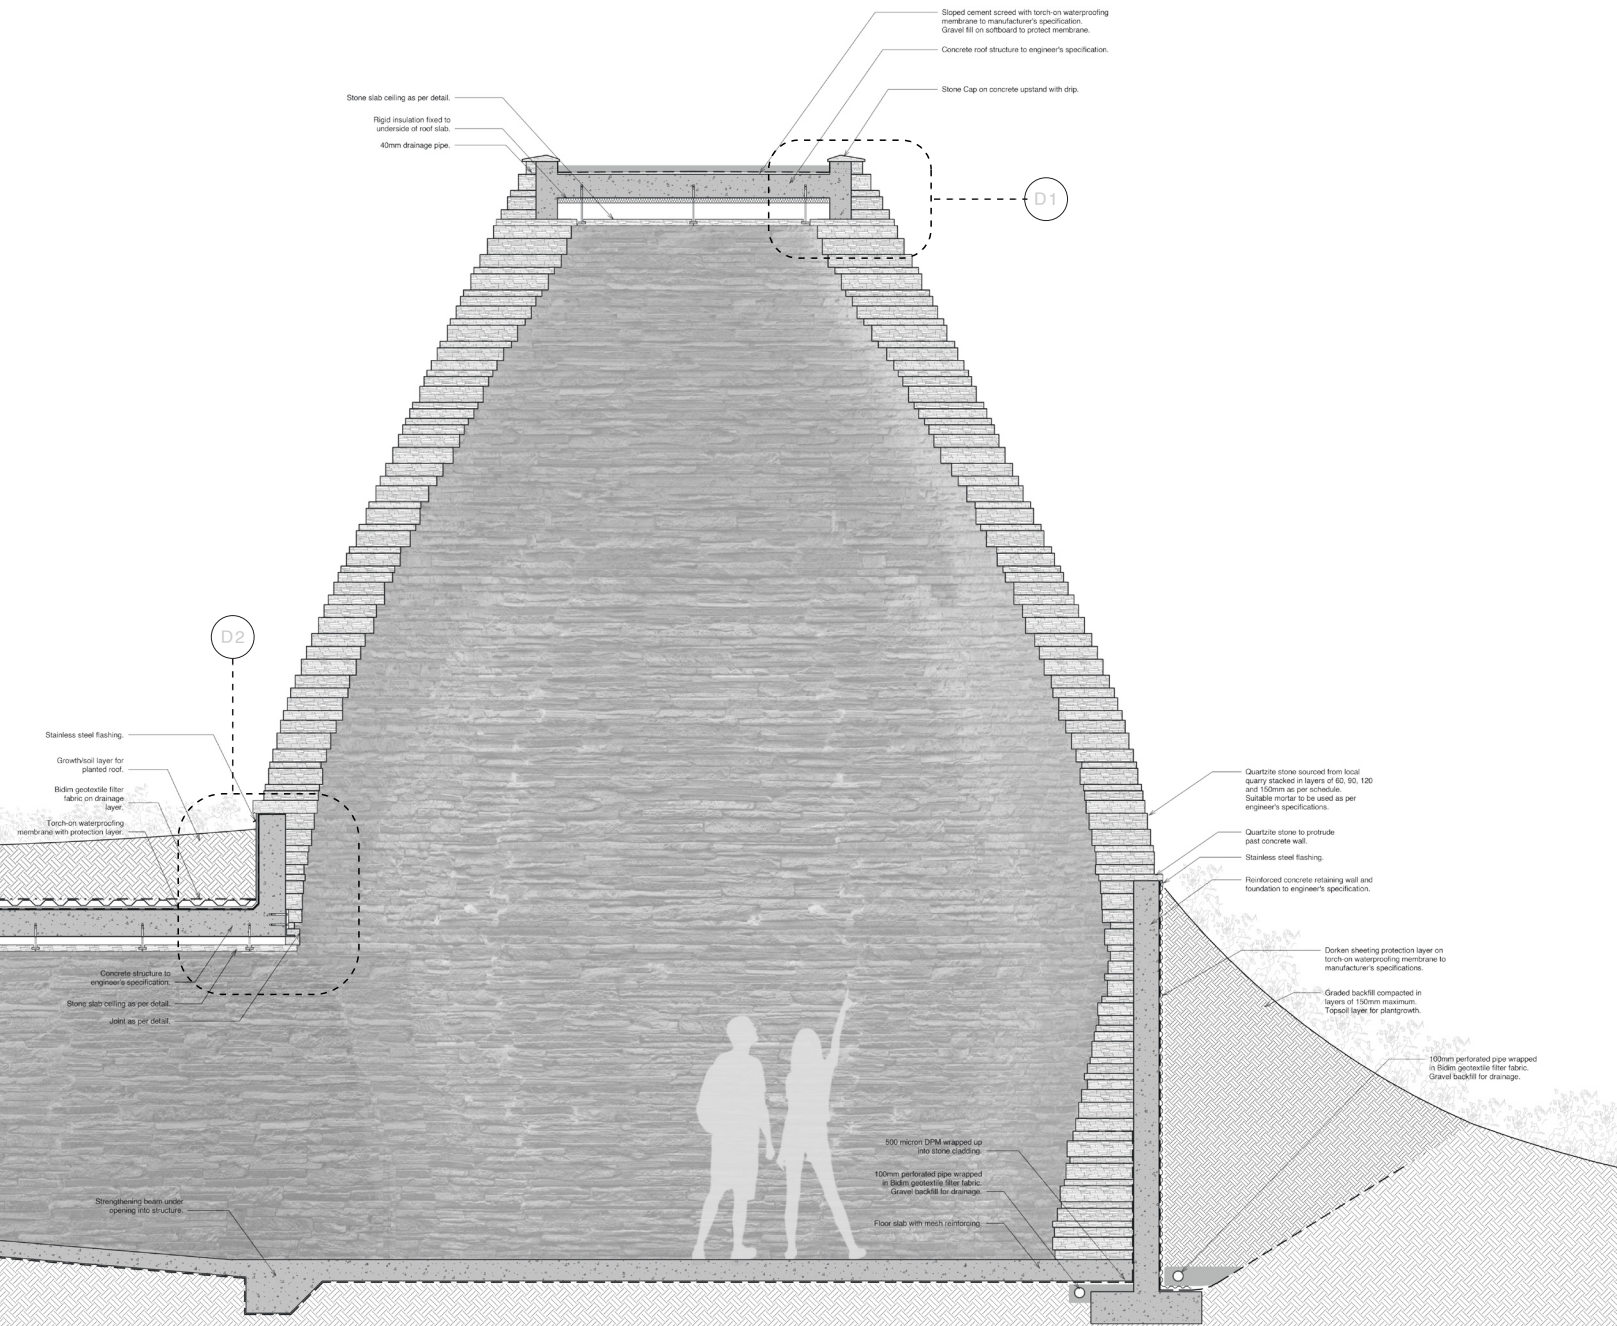 Sloped cement screed with torch-on waterproofing
membrane to manufacturer's specification.
Gravel fill on softboard to protect membrane.
Concrete roof structure to engineer's specification.
Stone Cap on concrete upstand with drip.
Stone slab ceiling as per detail.
Rigid insulation fixed to
underside of roof slab.
40mm drainage pipe.
D1
D2
Stainless steel flashing.
Growth/soil layer for
planted roof.
Bidim geotextile filter
fabric on drainage
layer.
Torch-on waterproofing
membrane with protection layer.
Concrete structure to
engineer's specification.
Stone slab ceiling as per detail.
Joint as per detail.
Quartzite stone sourced from local
quarry stacked in layers of 60, 90, 120
and 150mm as per schedule.
Suitable mortar to be used as per
engineer's specifications.
Quartzite stone to protrude
past concrete wall.
Stainless steel flashing.
Reinforced concrete retaining wall and
foundation to engineer's specification.
Dorken sheeting protection layer on
torch-on waterproofing membrane to
manufacturer's specifications.
Graded backfill compacted in
layers of 150mm maximum.
Topsoil layer for plantgrowth.
100mm perforated pipe wrapped
in Bidim geotextile filter fabric.
Gravel backfill for drainage.
500 micron DPM wrapped up
into stone cladding.
100mm perforated pipe wrapped
in Bidim geotextile filter fabric.
Gravel backfill for drainage.
Floor slab with mesh reinforcing.
Strengthening beam under
opening into structure.